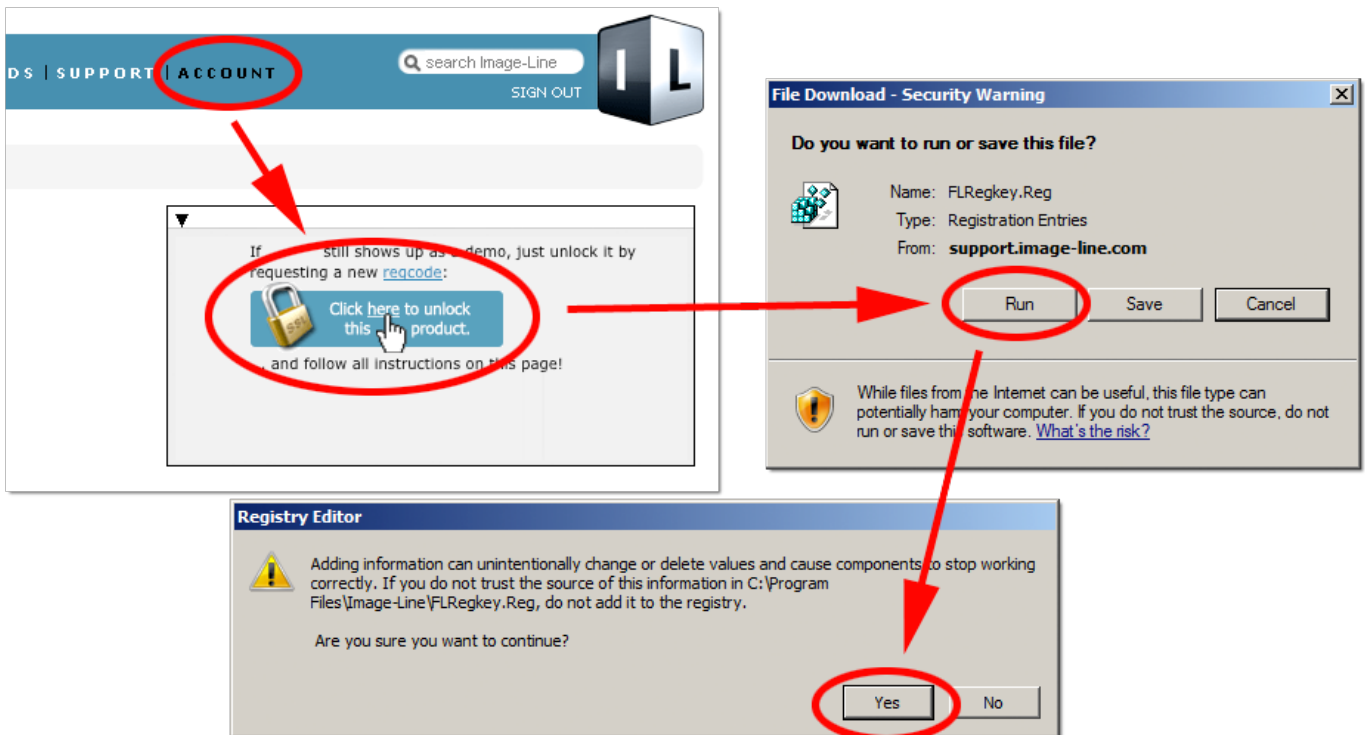 DS | SUPPORT | ACCOUNT
search Image-Line
SIGN OUT
IL
If still shows up as a demo, just unlock it by
requesting a new regcode:
SSL
Click here to unlock
this product.
, and follow all instructions on this page!
File Download - Security Warning
Do you want to run or save this file?
Name: FLRegkey.Reg
Type: Registration Entries
From: support.image-line.com
Run Save Cancel
While files from the Internet can be useful, this file type can
potentially harm your computer. If you do not trust the source, do not
run or save this software. What's the risk?
Registry Editor
Adding information can unintentionally change or delete values and cause components to stop working
correctly. If you do not trust the source of this information in C:\Program
Files\Image-Line\FLRegkey.Reg, do not add it to the registry.
Are you sure you want to continue?
Yes No